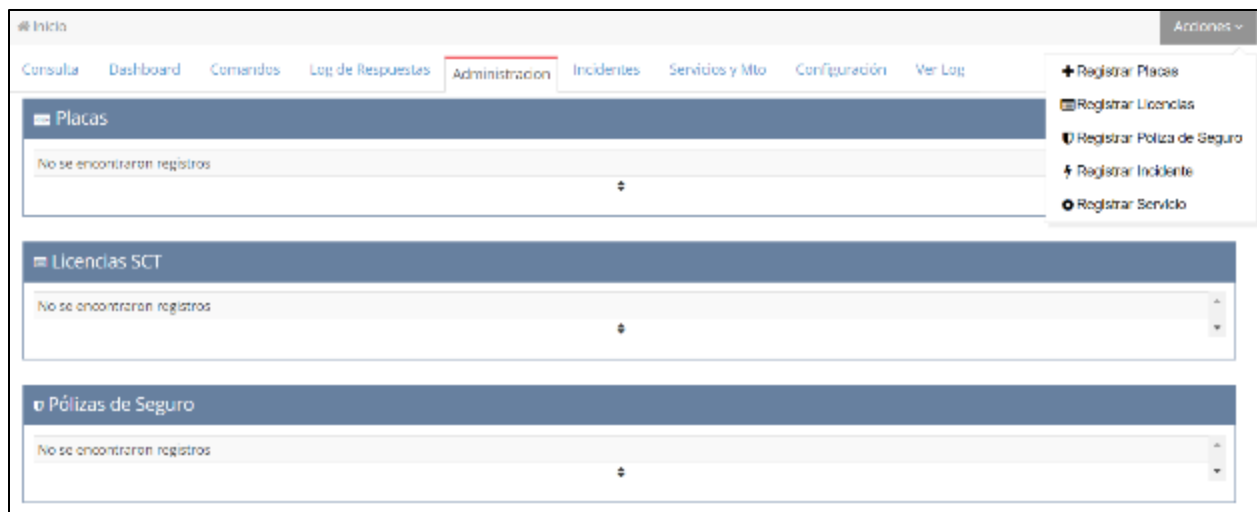 Inicio
Acciones
Consulta Dashboard Comandos Log de Respuestas Administracion Incidentes Servicios y Mto Configuración Ver Log
Registrar Placas
Registrar Licencias
Registrar Póliza de Seguro
Registrar Incidente
Registrar Servicio
Placas
No se encontraron registros
Licencias SCT
No se encontraron registros
Pólizas de Seguro
No se encontraron registros